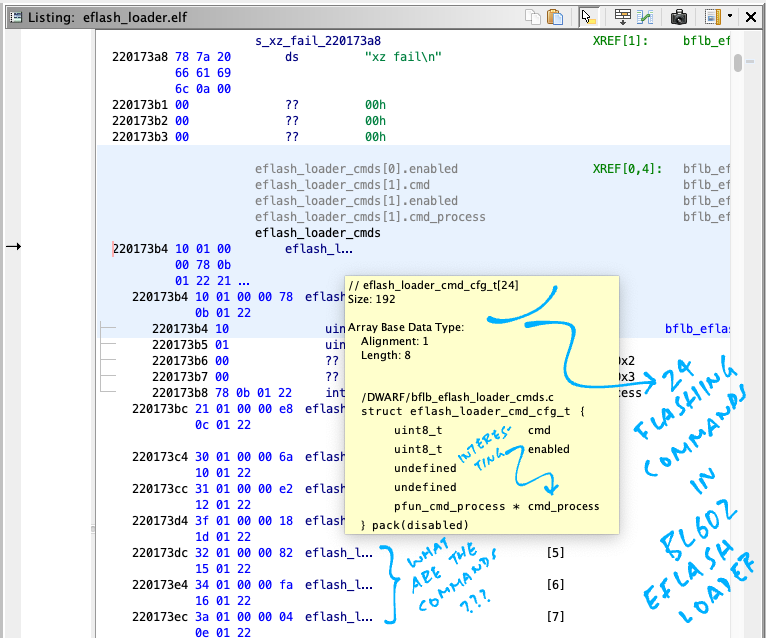 Listing: eflash_loader.elf
s_xz_fail_220173a8 XREF[1]: bflb_ef
220173a8 78 7a 20 ds "xz fail\n"
66 61 69
6c 0a 00
220173b1 00 ?? 00h
220173b2 00 ?? 00h
220173b3 00 ?? 00h
eflash_loader_cmds[0].enabled XREF[0,4]: bflb_ef
eflash_loader_cmds[1].cmd bflb_ef
eflash_loader_cmds[1].enabled bflb_ef
eflash_loader_cmds[1].cmd_process bflb_ef
eflash_loader_cmds
220173b4 10 01 00 eflash_l...
00 78 0b
01 22 21 ...
220173b4 10 01 00 00 78 eflash
0b 01 22
220173b4 10 uin bflb_eflas
220173b5 01 uin
220173b6 00 ?? 0x2
220173b7 00 ?? 0x3
220173b8 78 0b 01 22 int cess
220173bc 21 01 00 00 e8 eflash
0c 01 22
220173c4 30 01 00 00 6a eflash
10 01 22
220173cc 31 01 00 00 e2 eflash
12 01 22
220173d4 3f 01 00 00 18 eflash
1d 01 22
220173dc 32 01 00 00 82 eflash_l... [5]
15 01 22
220173e4 34 01 00 00 fa eflash_l... [6]
16 01 22
220173ec 3a 01 00 00 04 eflash_l... [7]
0e 01 22
// eflash_loader_cmd_cfg_t[24]
Size: 192
Array Base Data Type:
Alignment: 1
Length: 8
/DWARF/bflb_eflash_loader_cmds.c
struct eflash_loader_cmd_cfg_t {
uint8_t cmd
uint8_t enabled
undefined
undefined
pfun_cmd_process * cmd_process
} pack(disabled)
INTERES-
TING
24
FLASHING
COMMANDS
IN
BL602
EFLASH
LOADER
WHAT
ARE THE
COMMANDS
???